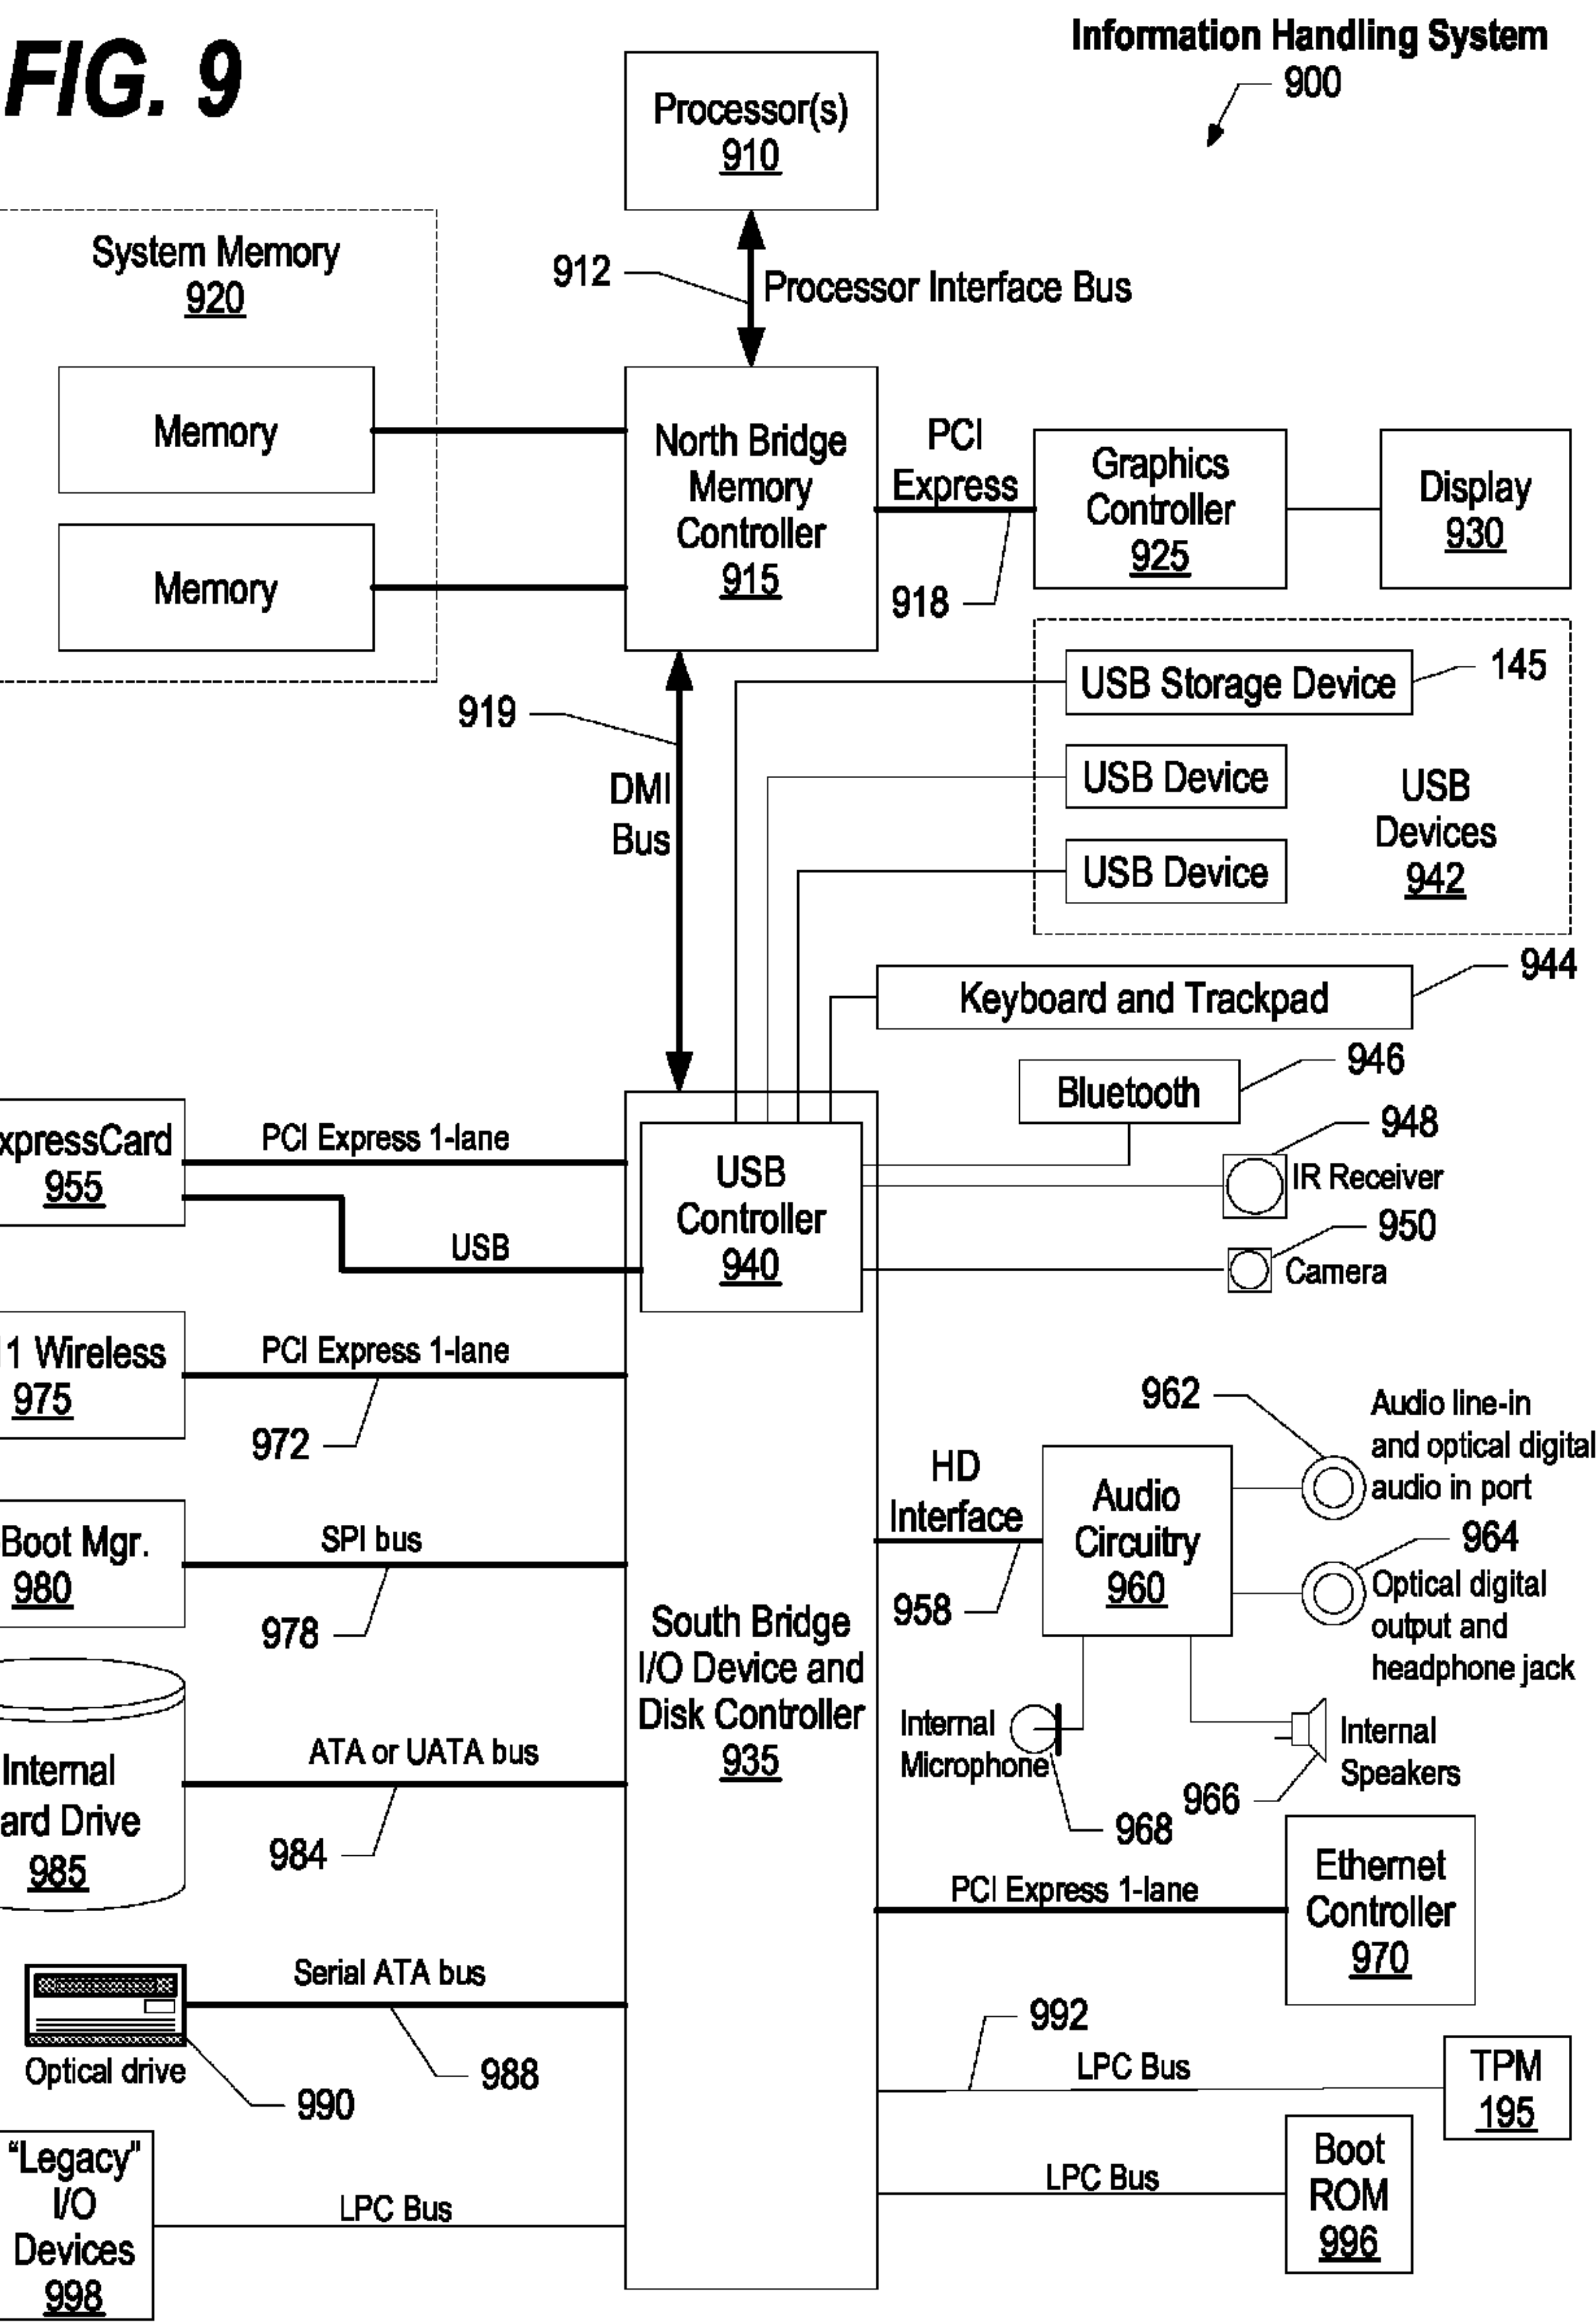 FIG. 9
Information Handling System
900
Processor(s)
910
System Memory
920
912
Processor Interface Bus
Memory
Memory
North Bridge
Memory
Controller
915
PCI
Express
918
Graphics
Controller
925
Display
930
USB Storage Device
145
USB Device
USB Device
USB
Devices
942
919
DMI
Bus
Keyboard and Trackpad
944
Bluetooth
946
948
IR Receiver
950
Camera
xpressCard
955
PCI Express 1-lane
USB
USB
Controller
940
1 Wireless
975
PCI Express 1-lane
972
Boot Mgr.
980
SPI bus
978
South Bridge
I/O Device and
Disk Controller
935
HD
Interface
958
Audio
Circuitry
960
962
Audio line-in
and optical digital
audio in port
964
Optical digital
output and
headphone jack
Internal
Microphone
968
966
Internal
Speakers
Internal
ard Drive
985
ATA or UATA bus
984
PCI Express 1-lane
Ethernet
Controller
970
Optical drive
990
Serial ATA bus
988
992
LPC Bus
TPM
195
"Legacy"
I/O
Devices
998
LPC Bus
LPC Bus
Boot
ROM
996